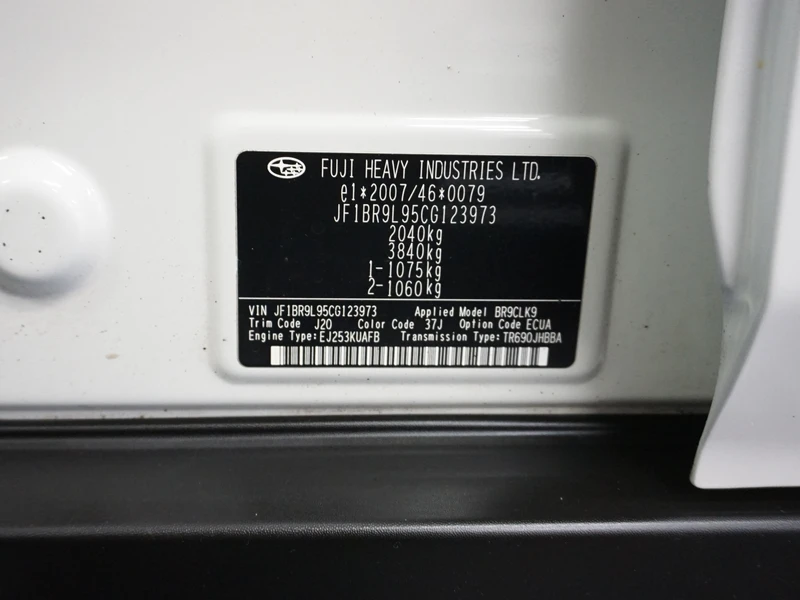 FUJI HEAVY INDUSTRIES LTD.
e1*2007/46*0079
JF1BR9L95CG123973
2040kg
3840kg
1-1075kg
2-1060kg
VIN JF1BR9L95CG123973 Applied Model BR9CLK9
Trim Code J20 Color Code 37J Option Code ECUA
Engine Type:EJ253KUAFB Transmission Type:TR690JHBBA